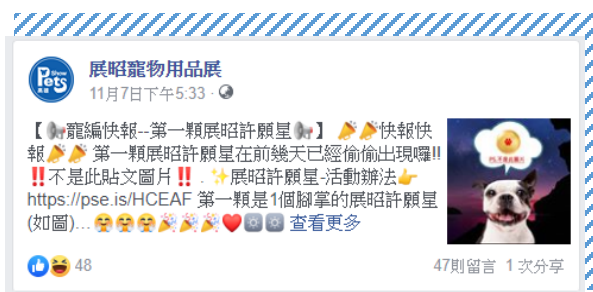 展昭寵物用品展
11月7日下午5:33 ·
【📢寵編快報--第一顆展昭許願星📢】 🎉🎉快報快
報🎉🎉 第一顆展昭許願星在前幾天已經偷偷出現囉!!
‼️不是此貼文圖片‼️ . ✨展昭許願星-活動辦法👉
https://pse.is/HCEAF 第一顆是1個腳掌的展昭許願星
(如圖)...😊😊😊🎉🎉🎉❤️ 查看更多
48
47則留言 1 次分享
Show
Pets
高雄